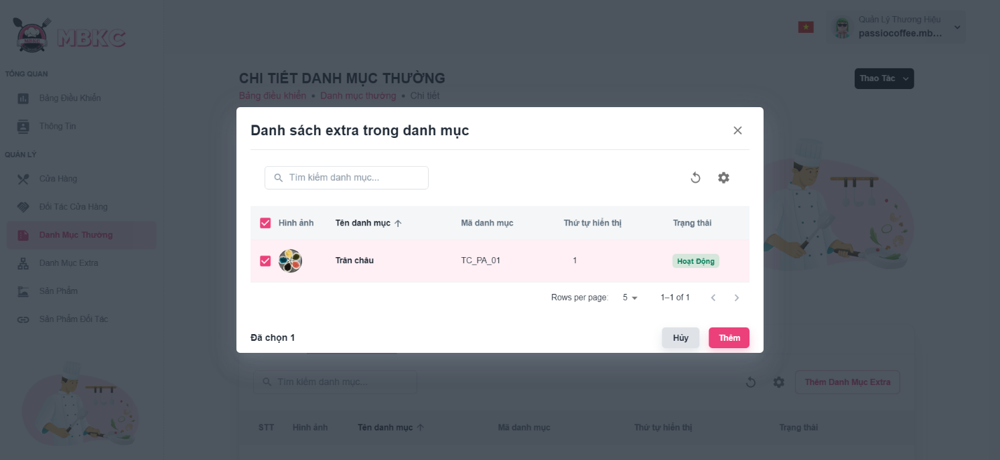 MBKC
Quản Lý Thương Hiệu
passiocoffee.mb...
TỔNG QUAN
Bảng Điều Khiển
Thông Tin
QUẢN LÝ
Cửa Hàng
Đối Tác Cửa Hàng
Danh Mục Thường
Danh Mục Extra
Sản Phẩm
Sản Phẩm Đối Tác
CHI TIẾT DANH MỤC THƯỜNG
Thao Tác
Bảng điều khiển • Danh mục thường • Chi tiết
Danh sách extra trong danh mục
Tìm kiếm danh mục...
Hình ảnh Tên danh mục Mã danh mục Thứ tự hiển thị Trạng thái
Trân châu TC_PA_01 1 Hoạt Động
Rows per page: 5 1–1 of 1
Đã chọn 1 Hủy Thêm
Tìm kiếm danh mục... Thêm Danh Mục Extra
STT Hình ảnh Tên danh mục Mã danh mục Thứ tự hiển thị Trạng thái